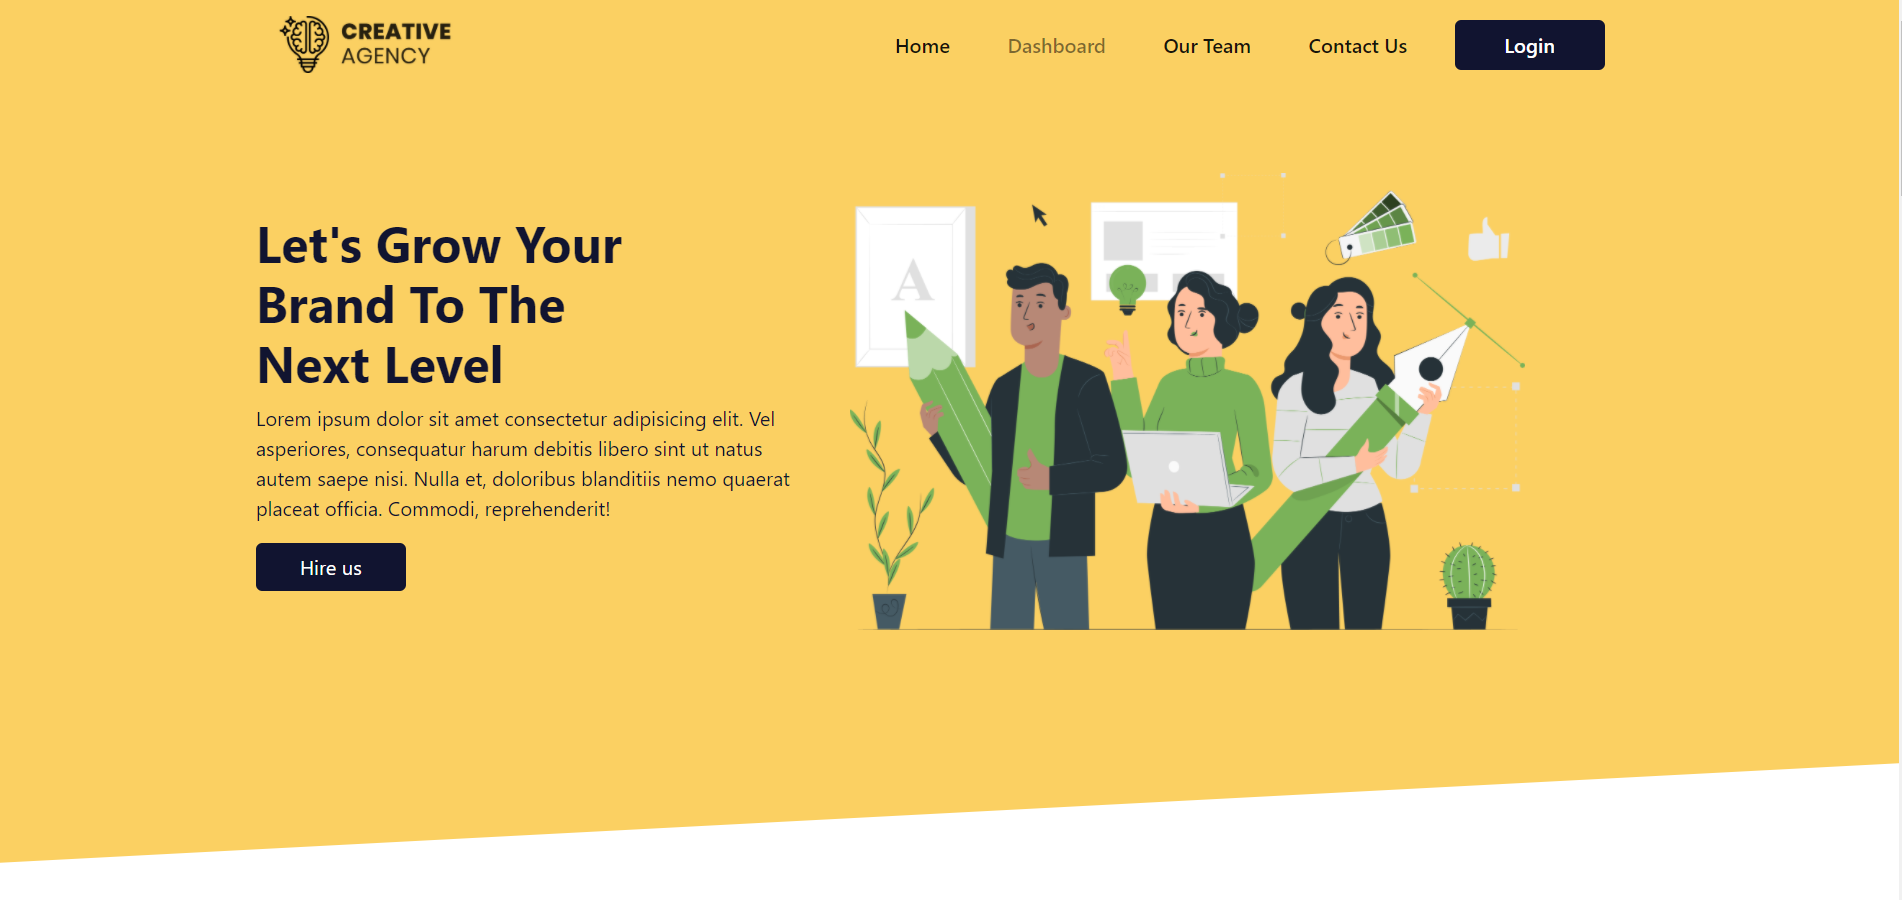 CREATIVE
AGENCY
Home Dashboard Our Team Contact Us Login
Let's Grow Your
Brand To The
Next Level
Lorem ipsum dolor sit amet consectetur adipisicing elit. Vel
asperiores, consequatur harum debitis libero sint ut natus
autem saepe nisi. Nulla et, doloribus blanditiis nemo quaerat
placeat officia. Commodi, reprehenderit!
Hire us
A